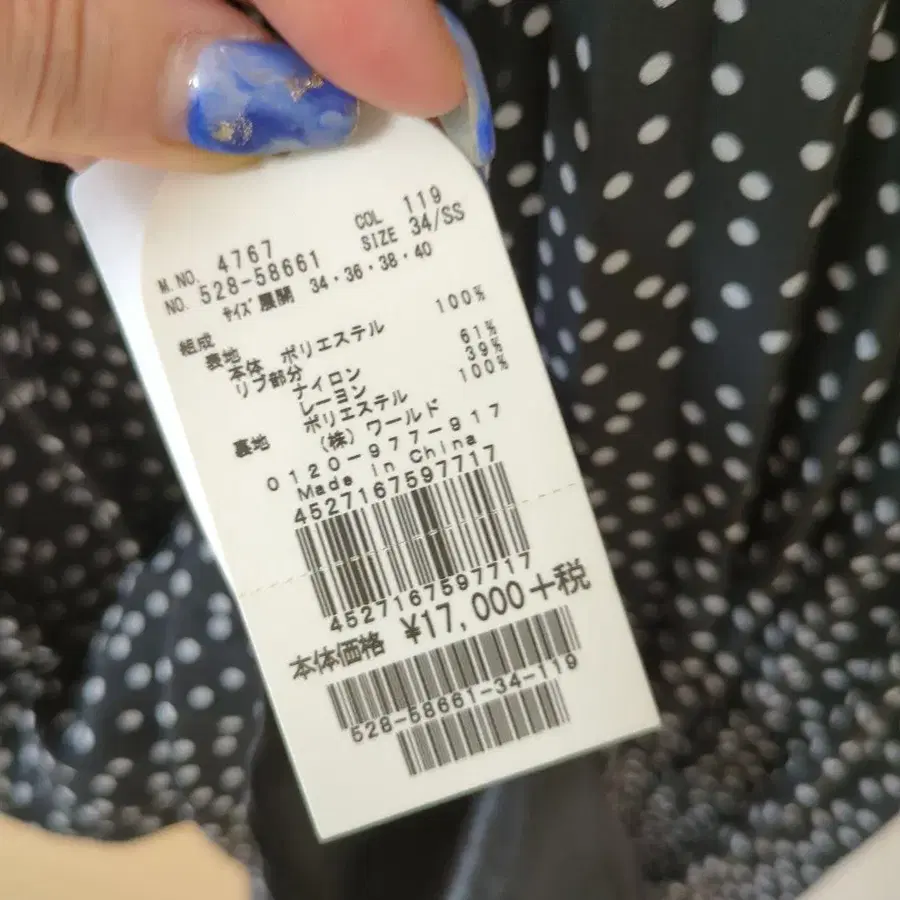 M.NO. 4767 COL 119
NO. 528-58661 SIZE 34/SS
ｻｲｽﾞ展開 34・36・38・40
組成
表地
本体 ポリエステル 100%
リブ部分
ナイロン 61%
レーヨン 39%
裏地 ポリエステル 100%
(株) ワールド
0120-977-917
Made in China
4527167597717
4527167597717
本体価格 ¥17,000+税
528-58661-34-119